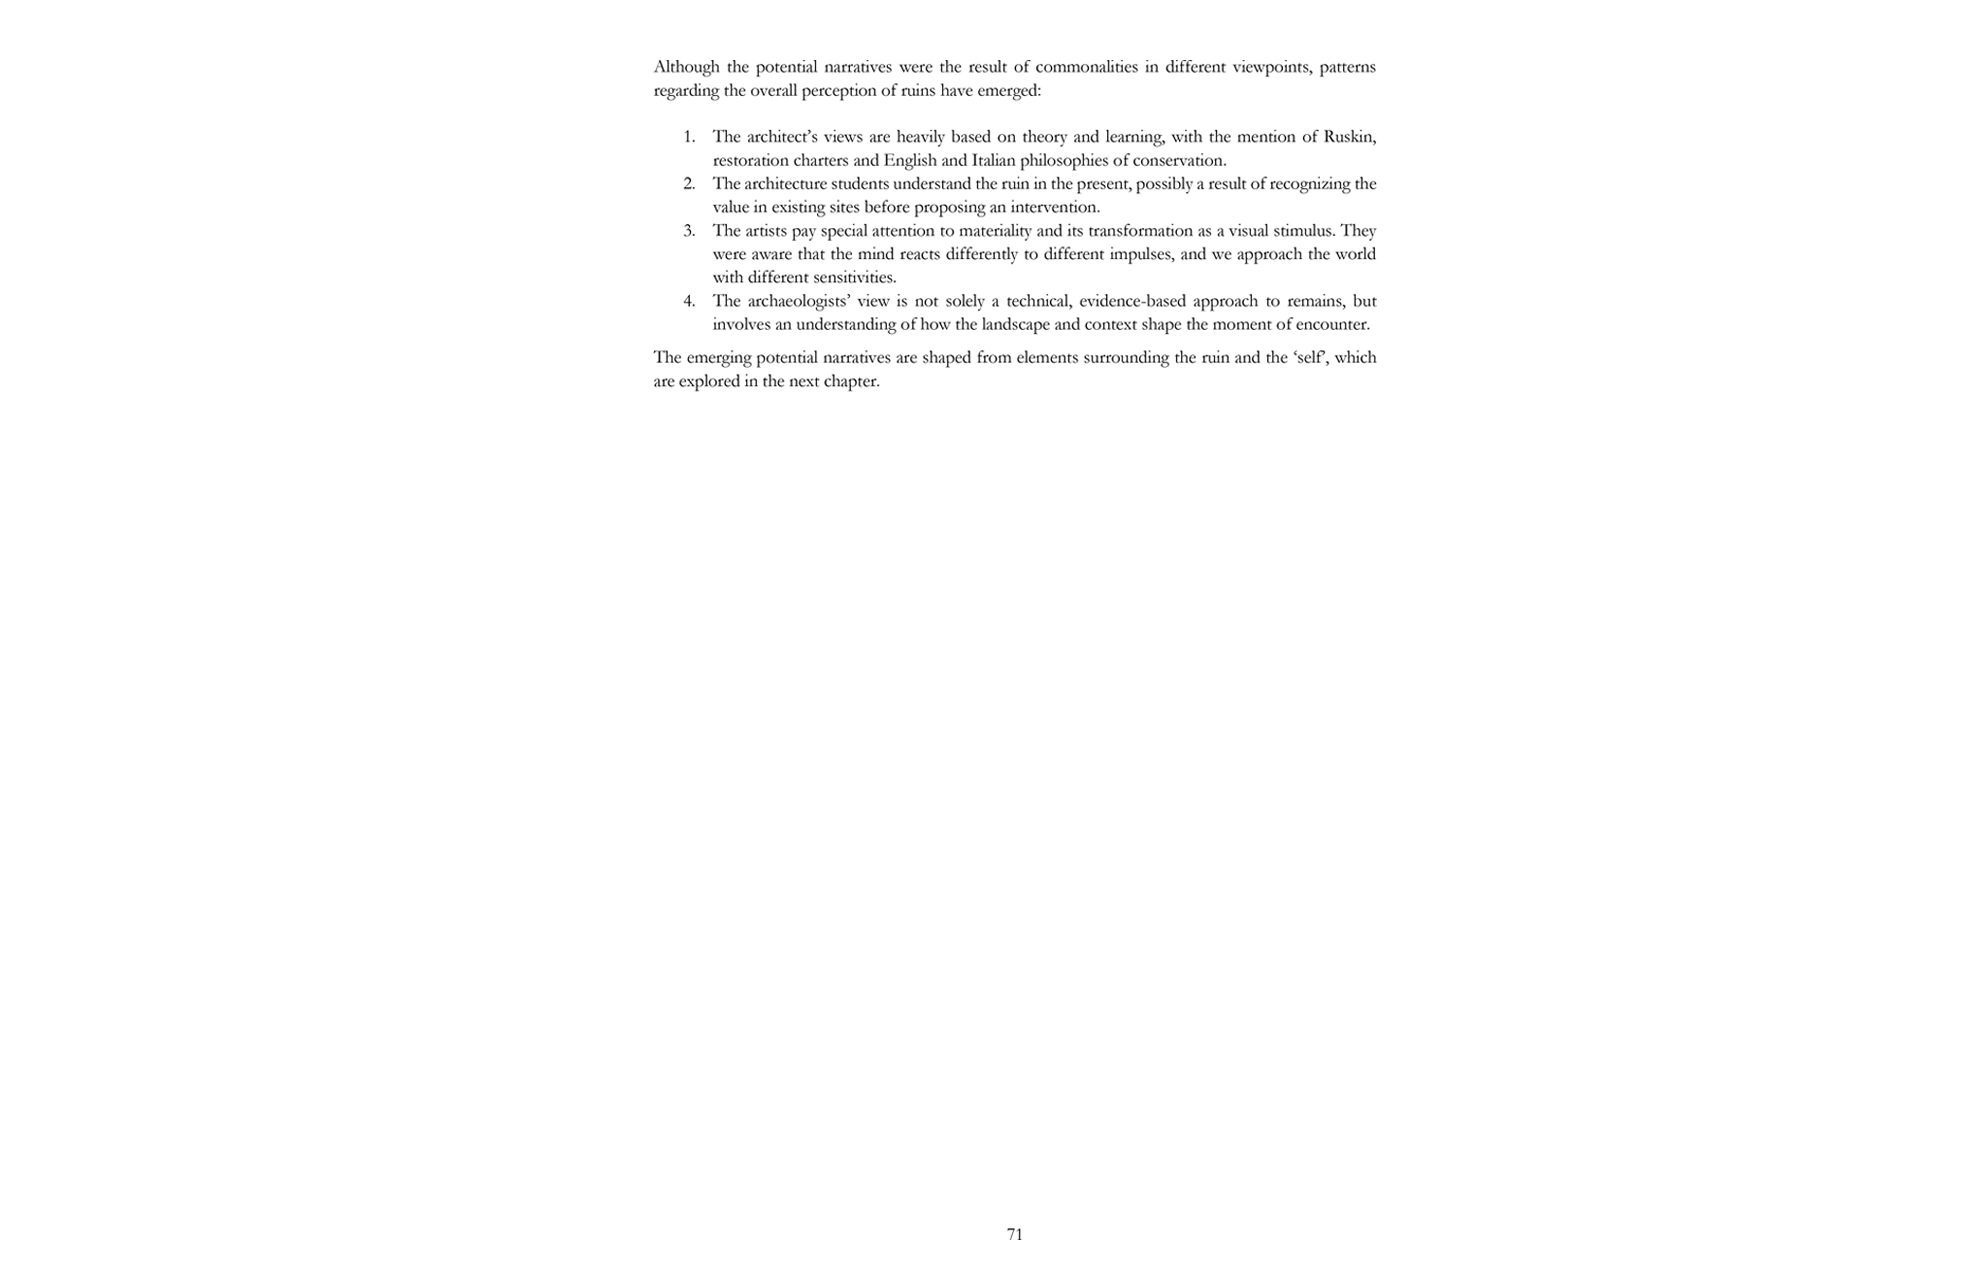 Although the potential narratives were the result of commonalities in different viewpoints, patterns
regarding the overall perception of ruins have emerged:
1. The architect’s views are heavily based on theory and learning, with the mention of Ruskin,
restoration charters and English and Italian philosophies of conservation.
2. The architecture students understand the ruin in the present, possibly a result of recognizing the
value in existing sites before proposing an intervention.
3. The artists pay special attention to materiality and its transformation as a visual stimulus. They
were aware that the mind reacts differently to different impulses, and we approach the world
with different sensitivities.
4. The archaeologists’ view is not solely a technical, evidence-based approach to remains, but
involves an understanding of how the landscape and context shape the moment of encounter.
The emerging potential narratives are shaped from elements surrounding the ruin and the ‘self’, which
are explored in the next chapter.
71